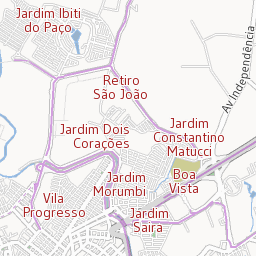 Jardim Ibiti
do Paço
Av.Independência
Retiro
São João
Jardim Dois
Corações
Jardim
Constantino
Matucci
Jardim
Morumbi
Boa
Vista
Vila
Progresso
Jardim
Saira